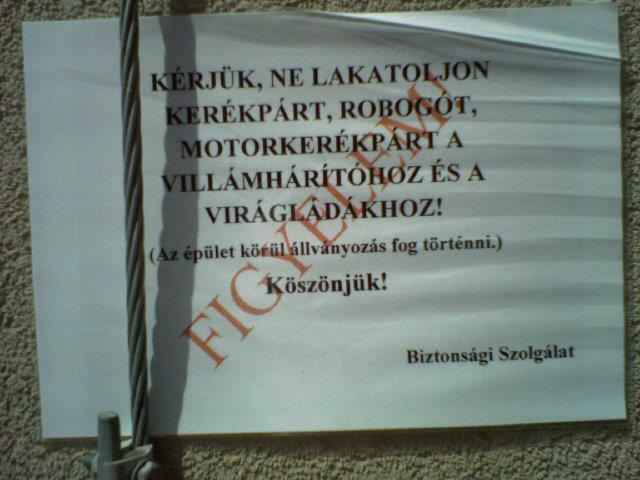 KÉRJÜK, NE LAKATOLJON
KERÉKPÁRT, ROBOGÓT,
MOTORKERÉKPÁRT A
VILLÁMHÁRÍTÓHOZ ÉS A
VIRÁGLÁDÁKHOZ!
(Az épület körül állványozás fog történni.)
Köszönjük!
Biztonsági Szolgálat
FIGYELEM!